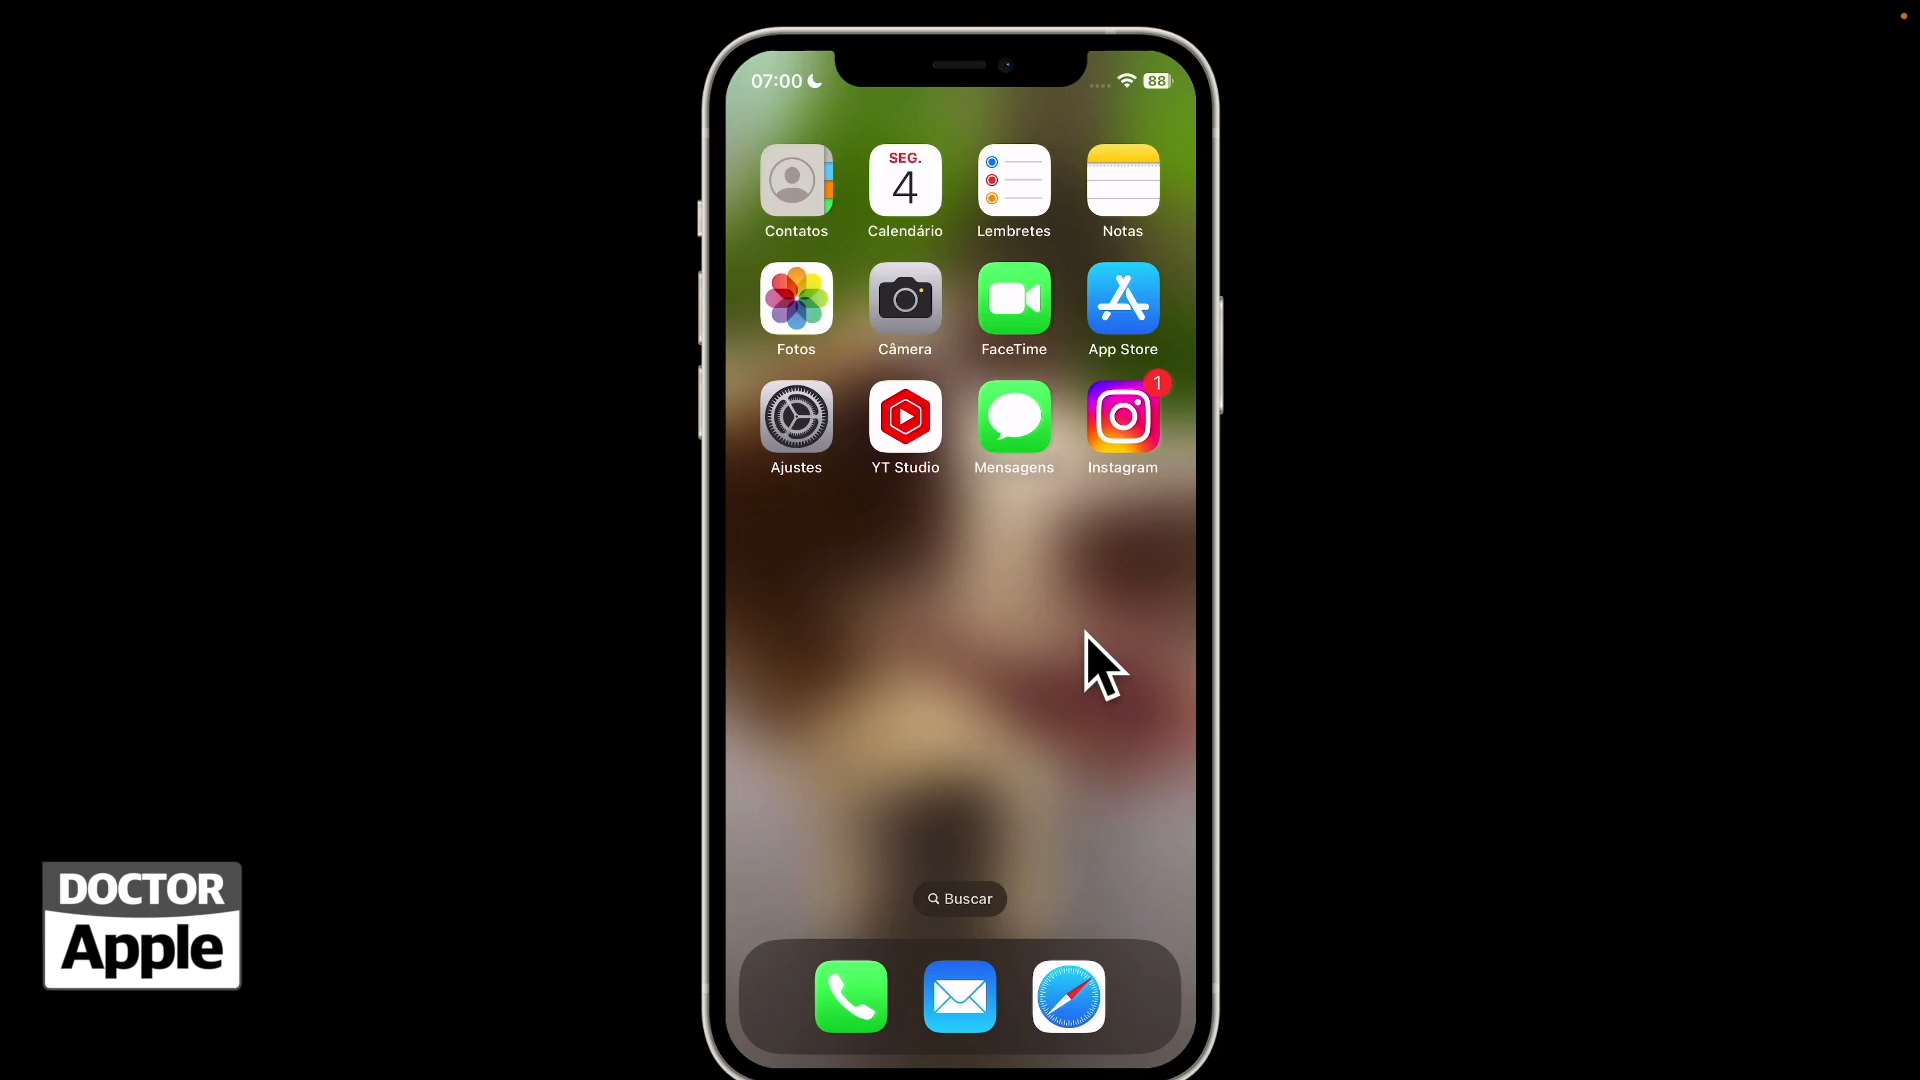 07:00
88
SEG.
4
Contatos
Calendário
Lembretes
Notas
Fotos
Câmera
FaceTime
App Store
1
Ajustes
YT Studio
Mensagens
Instagram
Buscar
DOCTOR
Apple